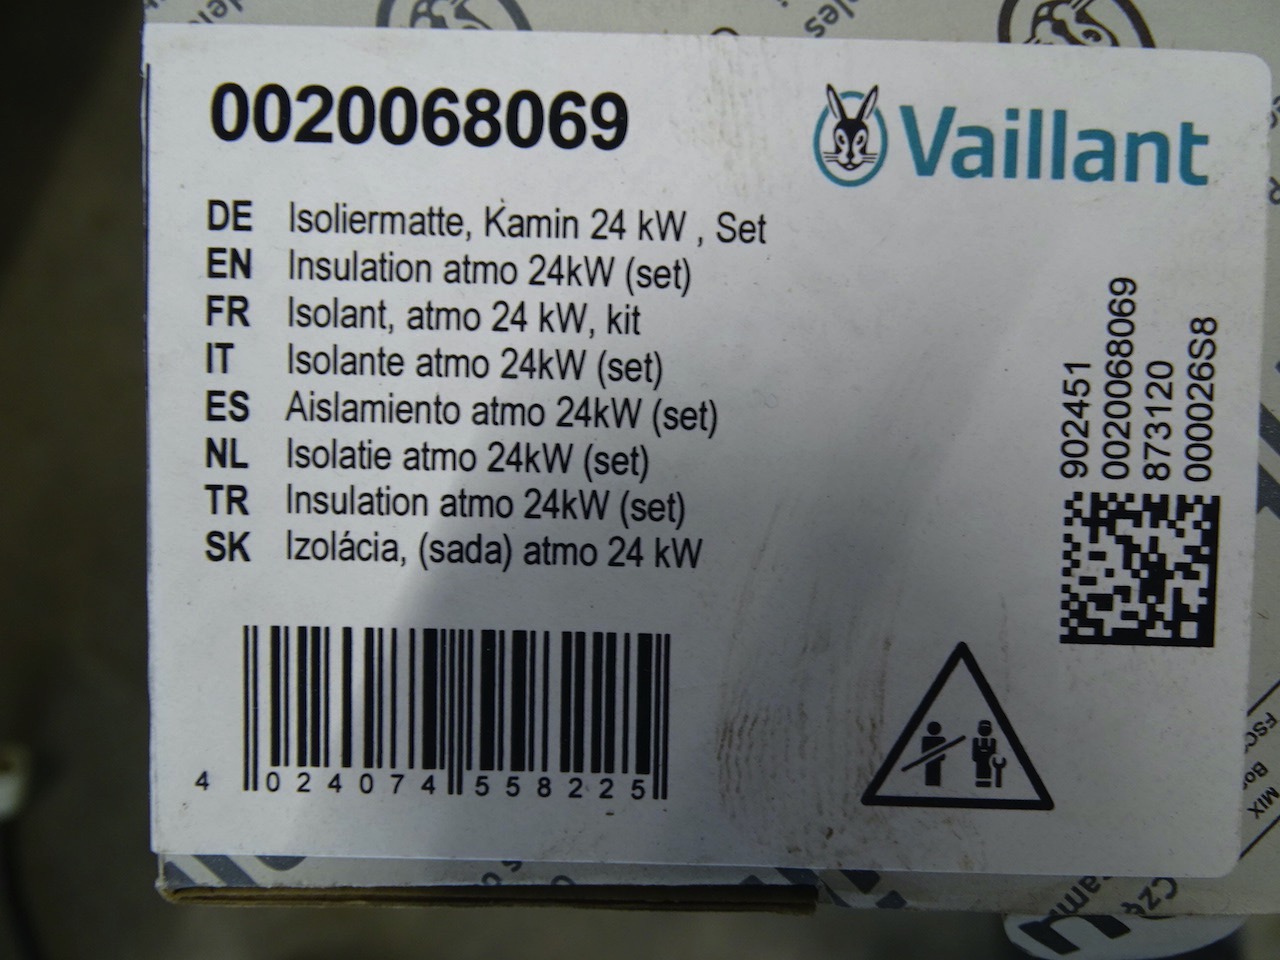 0020068069
Vaillant
DE Isoliermatte, Kamin 24 kW , Set
EN Insulation atmo 24kW (set)
FR Isolant, atmo 24 kW, kit
IT Isolante atmo 24kW (set)
ES Aislamiento atmo 24kW (set)
NL Isolatie atmo 24kW (set)
TR Insulation atmo 24kW (set)
SK Izolácia, (sada) atmo 24 kW
902451
0020068069
873120
000026S8
4 024074 558225
MIX